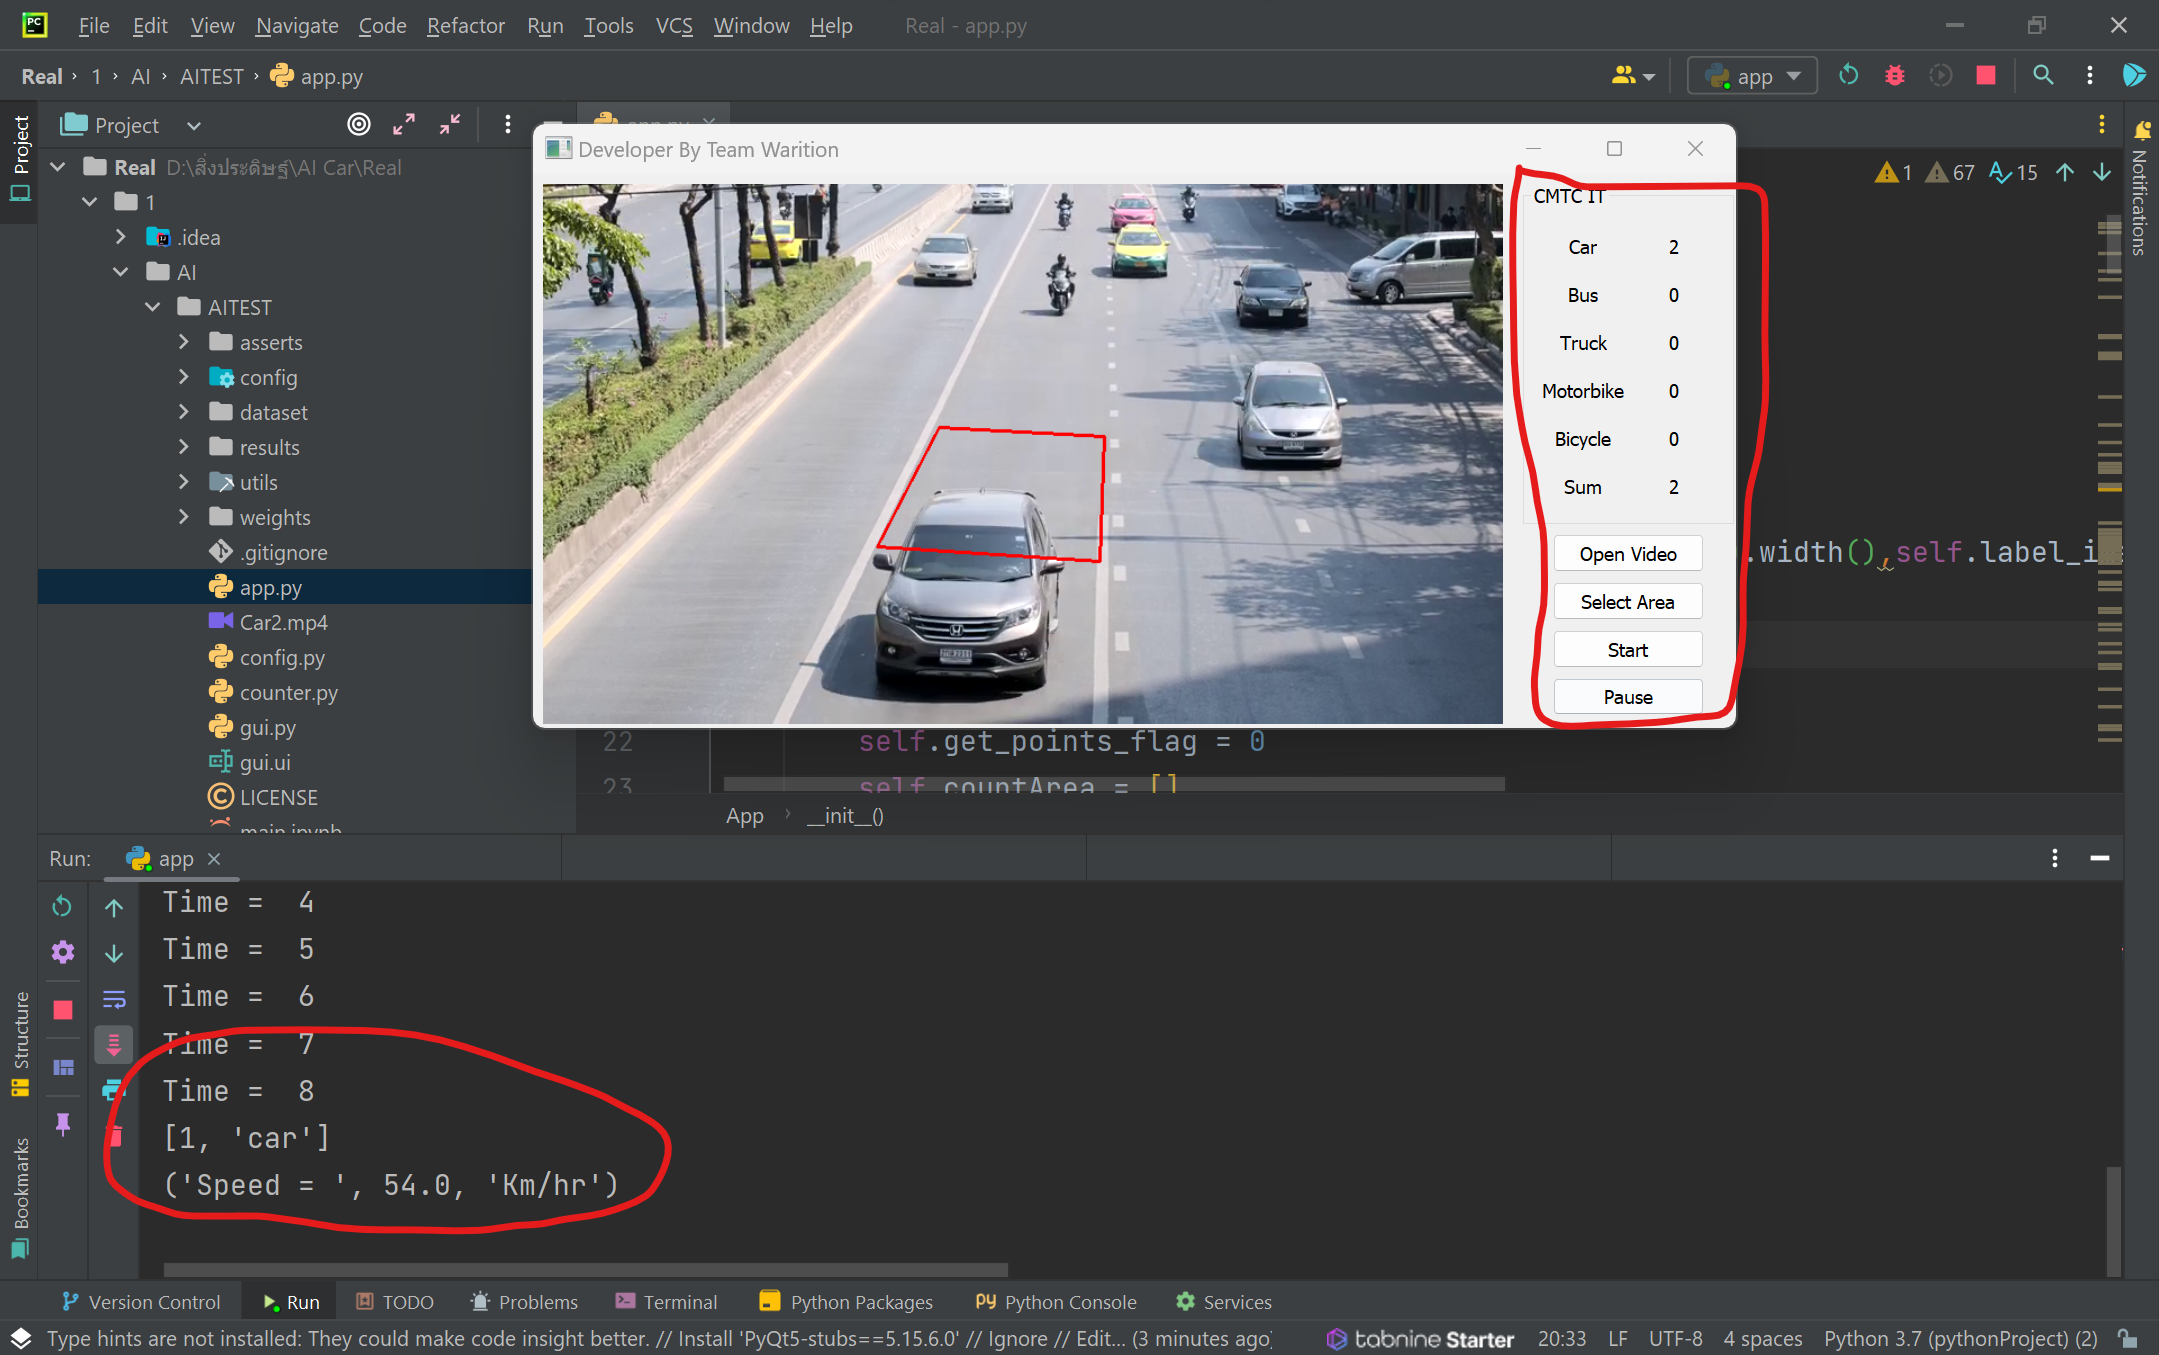 PC
File Edit View Navigate Code Refactor Run Tools VCS Window Help Real - app.py
Real 1 AI AITEST app.py
app
Project
Project
Real D:\สิ่งประดิษฐ์\AI Car\Real
1
.idea
AI
AITEST
asserts
config
dataset
results
utils
weights
.gitignore
app.py
Car2.mp4
config.py
counter.py
gui.py
gui.ui
LICENSE
main.ipynb
app.py
Developer By Team Warition
CMTC IT
Car 2
Bus 0
Truck 0
Motorbike 0
Bicycle 0
Sum 2
Open Video
Select Area
Start
Pause
1 67 15
Notifications
.width(),self.label_i
22 self.get_points_flag = 0
23 self.countArea = []
App __init__()
Run: app
Time = 4
Time = 5
Time = 6
Time = 7
Time = 8
[1, 'car']
('Speed = ', 54.0, 'Km/hr')
Structure
Bookmarks
Version Control Run TODO Problems Terminal Python Packages Python Console Services
Type hints are not installed: They could make code insight better. // Install 'PyQt5-stubs==5.15.6.0' // Ignore // Edit... (3 minutes ago) tabnine Starter 20:33 LF UTF-8 4 spaces Python 3.7 (pythonProject) (2)